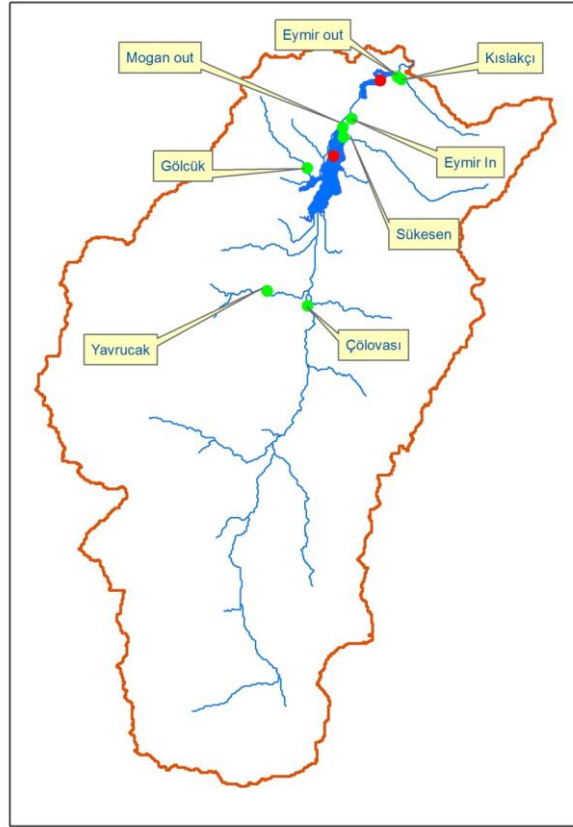 Eymir out
Mogan out
Kıslakçı
Gölcük
Eymir In
Sükesen
Yavrucak
Çölovası